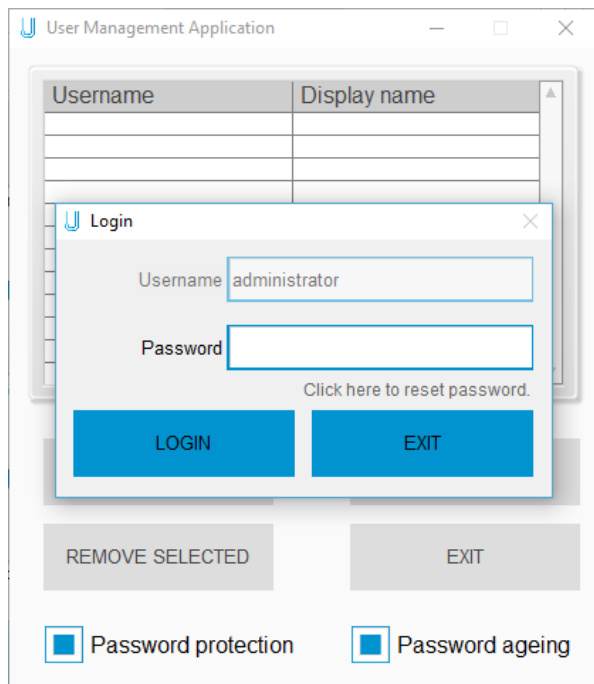 User Management Application
Username Display name
Login
Username administrator
Password
Click here to reset password.
LOGIN EXIT
REMOVE SELECTED EXIT
Password protection Password ageing